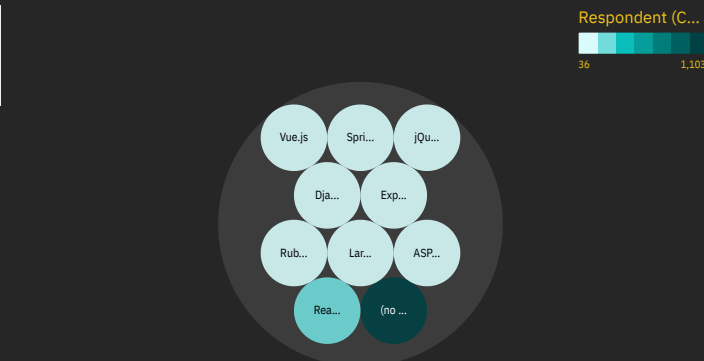 Respondent (C...
36 1,103
Vue.js Spri... jQu...
Dja... Exp...
Rub... Lar... ASP...
Rea... (no ...